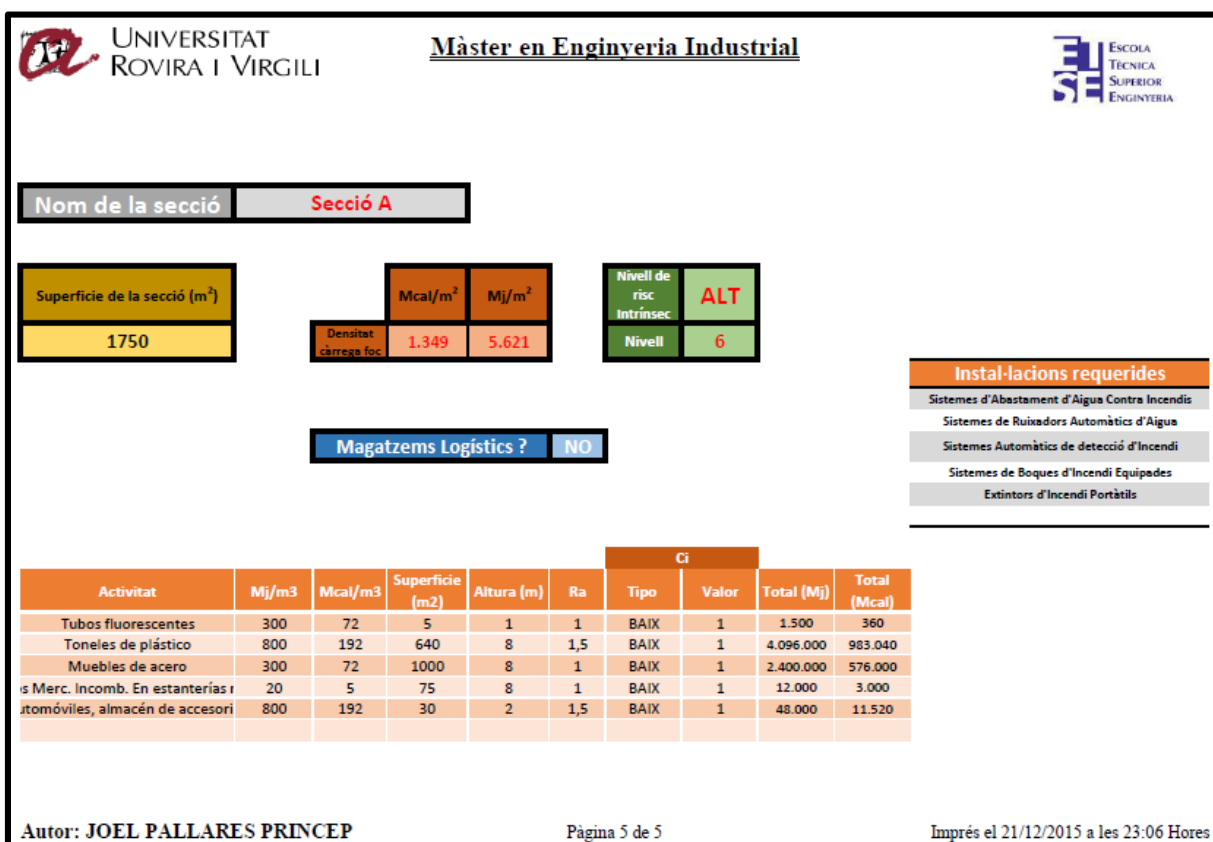 UNIVERSITAT
ROVIRA I VIRGILI
Màster en Enginyeria Industrial
ESCOLA
TÈCNICA
SUPERIOR
ENGINYERIA
Nom de la secció Secció A
Superficie de la secció (m²)
1750
Mcal/m² Mj/m²
Densitat càrrega foc 1.349 5.621
Nivell de risc Intrínsec ALT
Nivell 6
Magatzems Logístics ? NO
Instal·lacions requerides
Sistemes d'Abastament d'Aigua Contra Incendis
Sistemes de Ruixadors Automàtics d'Aigua
Sistemes Automàtics de detecció d'Incendi
Sistemes de Boques d'Incendi Equipades
Extintors d'Incendi Portàtils
Ci
Activitat Mj/m3 Mcal/m3 Superficie (m2) Altura (m) Ra Tipo Valor Total (Mj) Total (Mcal)
Tubos fluorescentes 300 72 5 1 1 BAIX 1 1.500 360
Toneles de plástico 800 192 640 8 1,5 BAIX 1 4.096.000 983.040
Muebles de acero 300 72 1000 8 1 BAIX 1 2.400.000 576.000
s Merc. Incomb. En estanterías 20 5 75 8 1 BAIX 1 12.000 3.000
utomóviles, almacén de accesori 800 192 30 2 1,5 BAIX 1 48.000 11.520
Autor: JOEL PALLARES PRINCEP
Pàgina 5 de 5
Imprés el 21/12/2015 a les 23:06 Hores